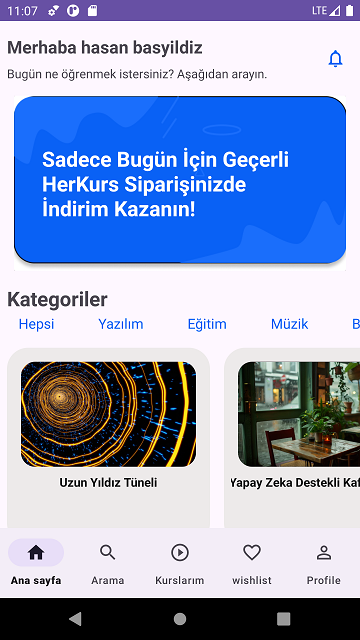 11:07
LTE
Merhaba hasan basyildiz
Bugün ne öğrenmek istersiniz? Aşağıdan arayın.
Sadece Bugün İçin Geçerli
HerKurs Siparişinizde
İndirim Kazanın!
Kategoriler
Hepsi Yazılım Eğitim Müzik B
Uzun Yıldız Tüneli
Yapay Zeka Destekli Kaf
Ana sayfa Arama Kurslarım wishlist Profile